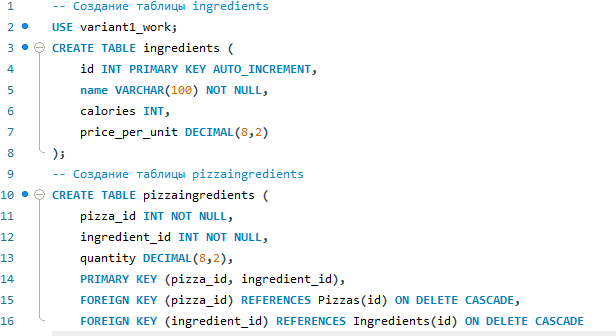 1 -- Создание таблицы ingredients
2 USE variant1_work;
3 CREATE TABLE ingredients (
4 id INT PRIMARY KEY AUTO_INCREMENT,
5 name VARCHAR(100) NOT NULL,
6 calories INT,
7 price_per_unit DECIMAL(8,2)
8 );
9 -- Создание таблицы pizzaingredients
10 CREATE TABLE pizzaingredients (
11 pizza_id INT NOT NULL,
12 ingredient_id INT NOT NULL,
13 quantity DECIMAL(8,2),
14 PRIMARY KEY (pizza_id, ingredient_id),
15 FOREIGN KEY (pizza_id) REFERENCES Pizzas(id) ON DELETE CASCADE,
16 FOREIGN KEY (ingredient_id) REFERENCES Ingredients(id) ON DELETE CASCADE